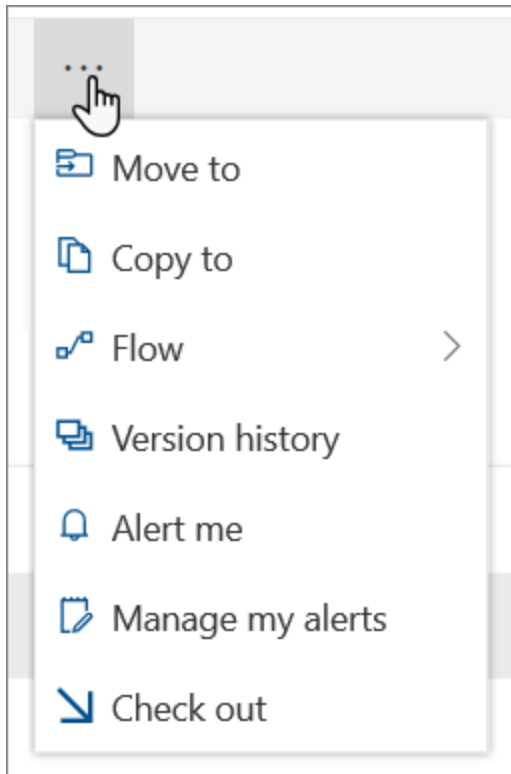 ...
Move to
Copy to
Flow
Version history
Alert me
Manage my alerts
Check out